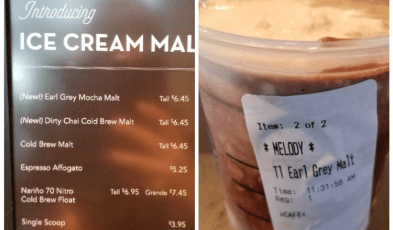 Introducing
ICE CREAM MAL
(New!) Earl Grey Mocha Malt Tall $6.45
(New!) Dirty Chai Cold Brew Malt Tall $6.45
Cold Brew Malt Tall $6.45
Espresso Affogato $5.25
Nariño 70 Nitro Tall $6.95 Grande $7.45
Cold Brew Float
Single Scoop $3.95
Item: 2 of 2
* MELODY *
Tl Earl Grey Malt
Time: 11:31:58 AM
Reg: 1
>CAFE<